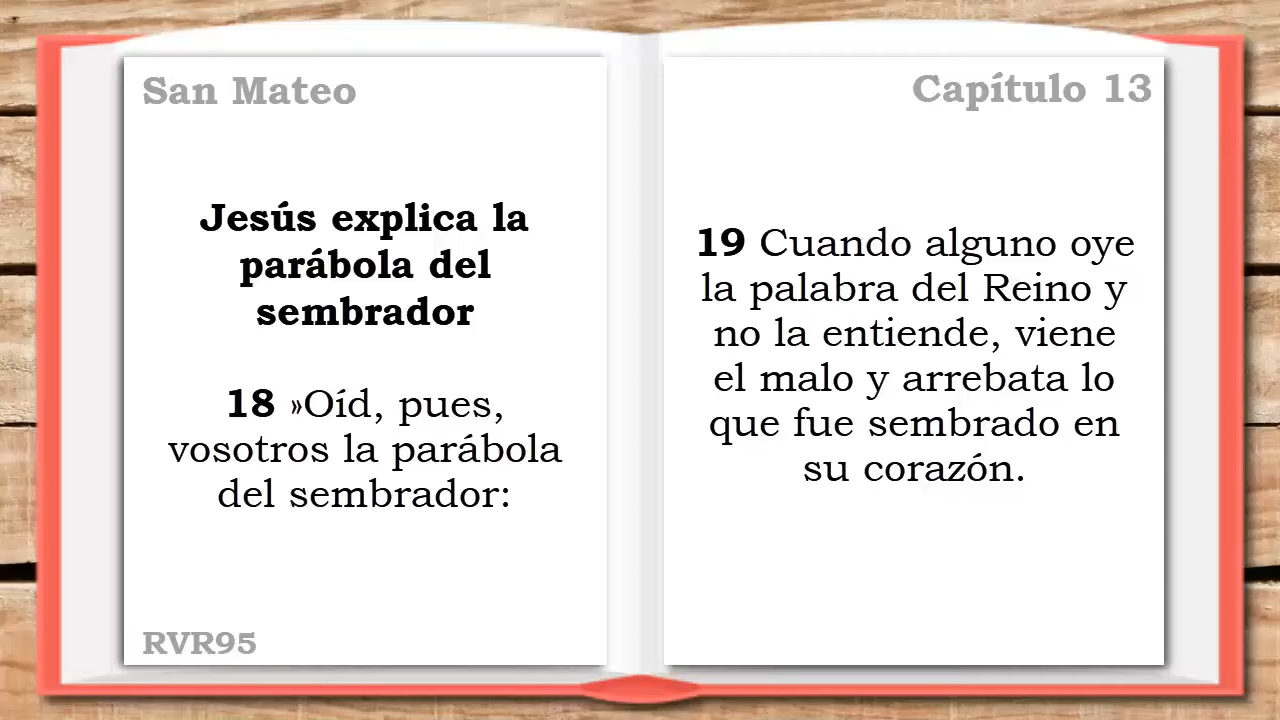 San Mateo
Jesús explica la
parábola del
sembrador
18 »Oíd, pues,
vosotros la parábola
del sembrador:
RVR95
Capítulo 13
19 Cuando alguno oye
la palabra del Reino y
no la entiende, viene
el malo y arrebata lo
que fue sembrado en
su corazón.